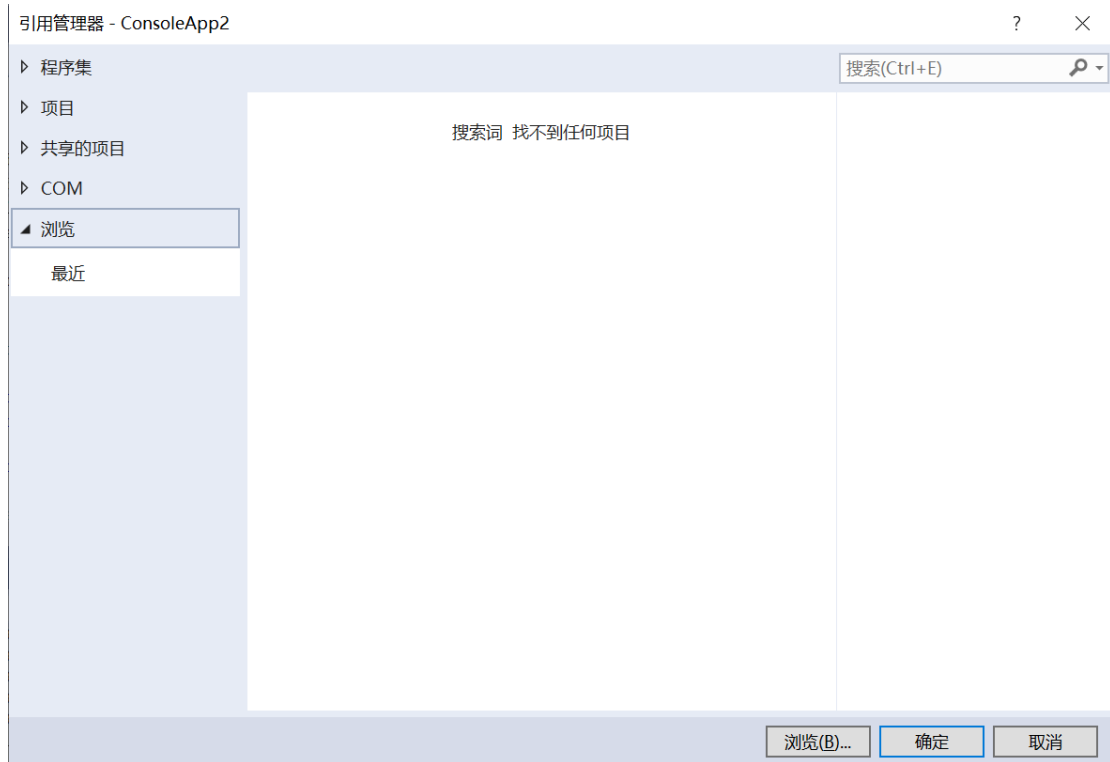 引用管理器 - ConsoleApp2
?
程序集
搜索(Ctrl+E)
项目
搜索词 找不到任何项目
共享的项目
COM
浏览
最近
浏览(B)...
确定
取消